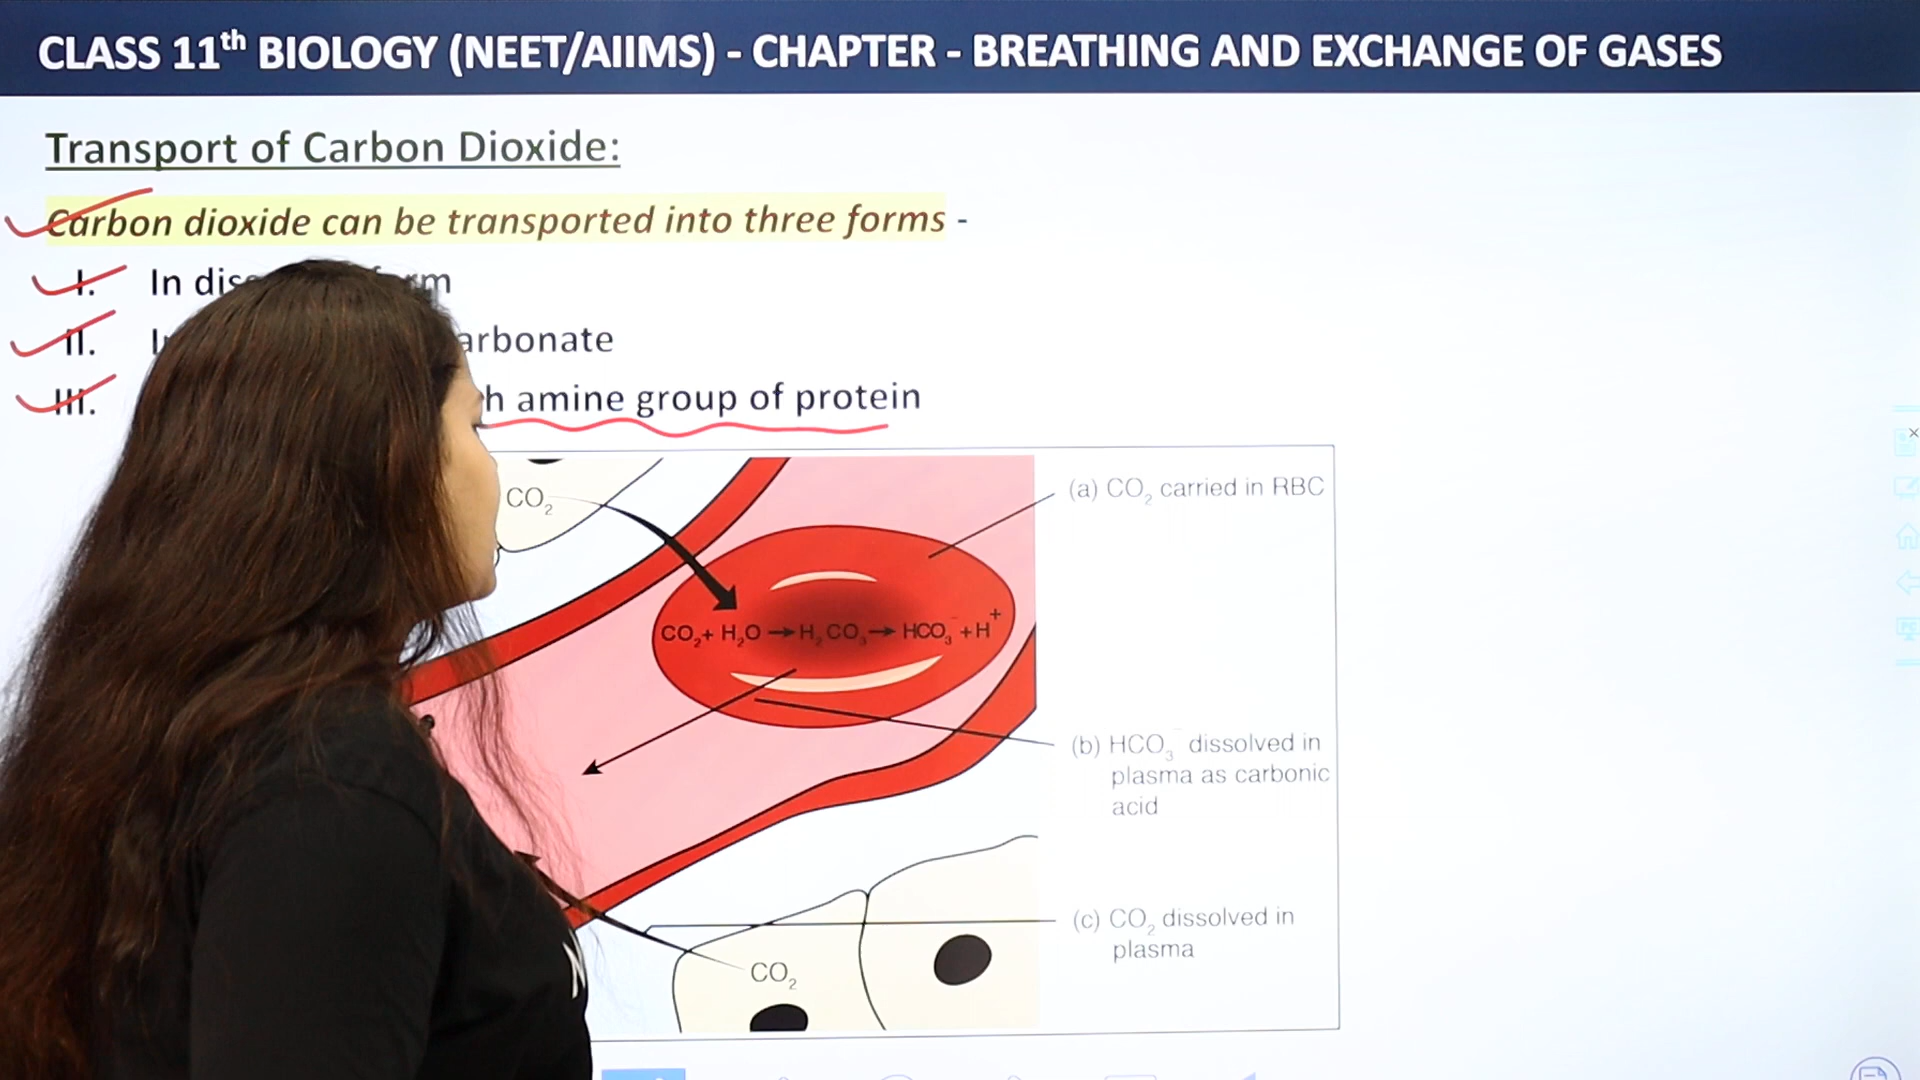 CLASS 11th BIOLOGY (NEET/AIIMS) - CHAPTER - BREATHING AND EXCHANGE OF GASES
Transport of Carbon Dioxide:
Carbon dioxide can be transported into three forms -
I. In
II.
III. amine group of protein
CO2
(a) CO2 carried in RBC
CO2+ H2O → H2CO3 → HCO3- + H+
(b) HCO3- dissolved in
plasma as carbonic
acid
(c) CO2 dissolved in
plasma
CO2